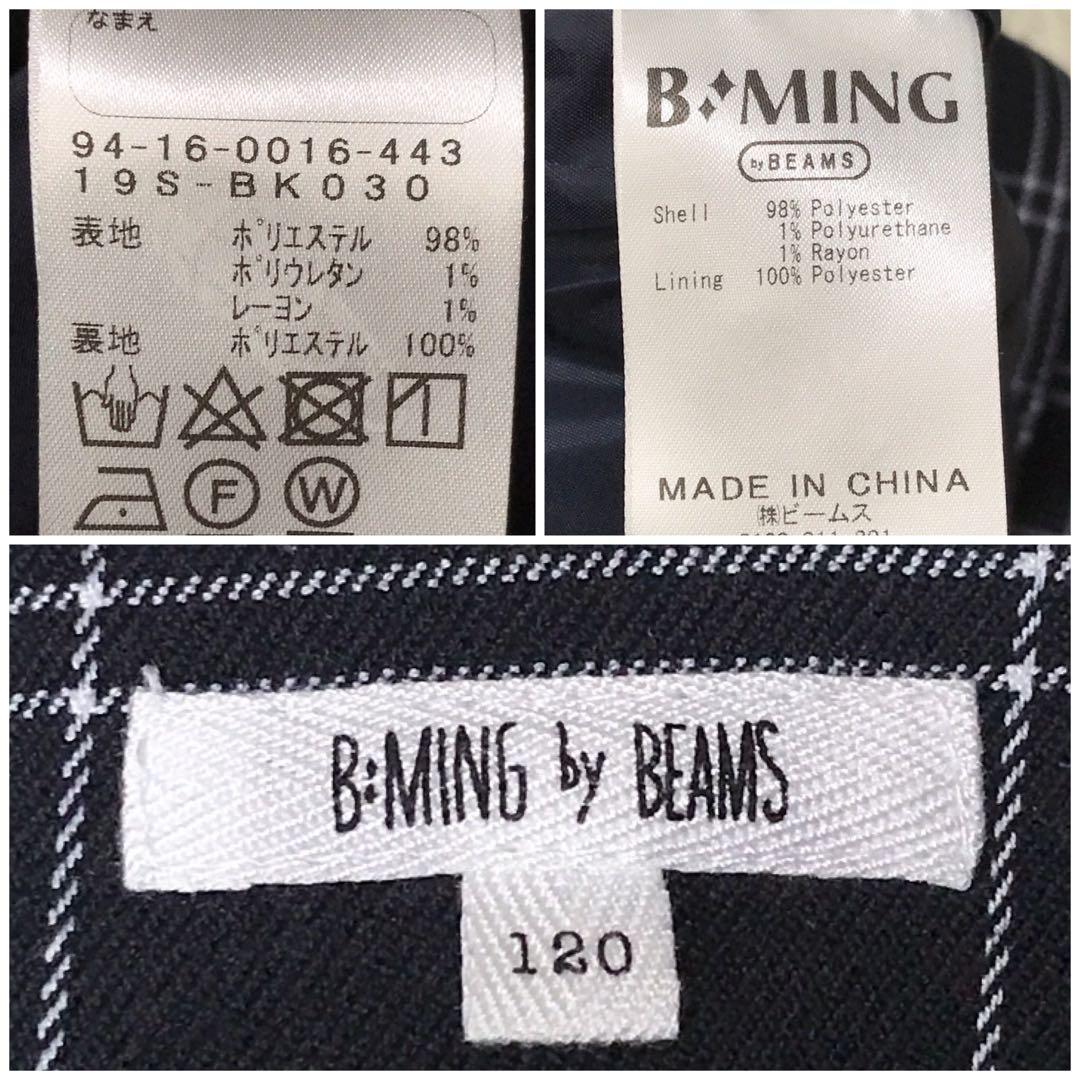 なまえ
94-16-0016-443
19S-BK030
表地 ポリエステル 98%
ポリウレタン 1%
レーヨン 1%
裏地 ポリエステル 100%
F W
B:MING
by BEAMS
Shell 98% Polyester
1% Polyurethane
1% Rayon
Lining 100% Polyester
MADE IN CHINA
㈱ビームス
B:MING by BEAMS
120